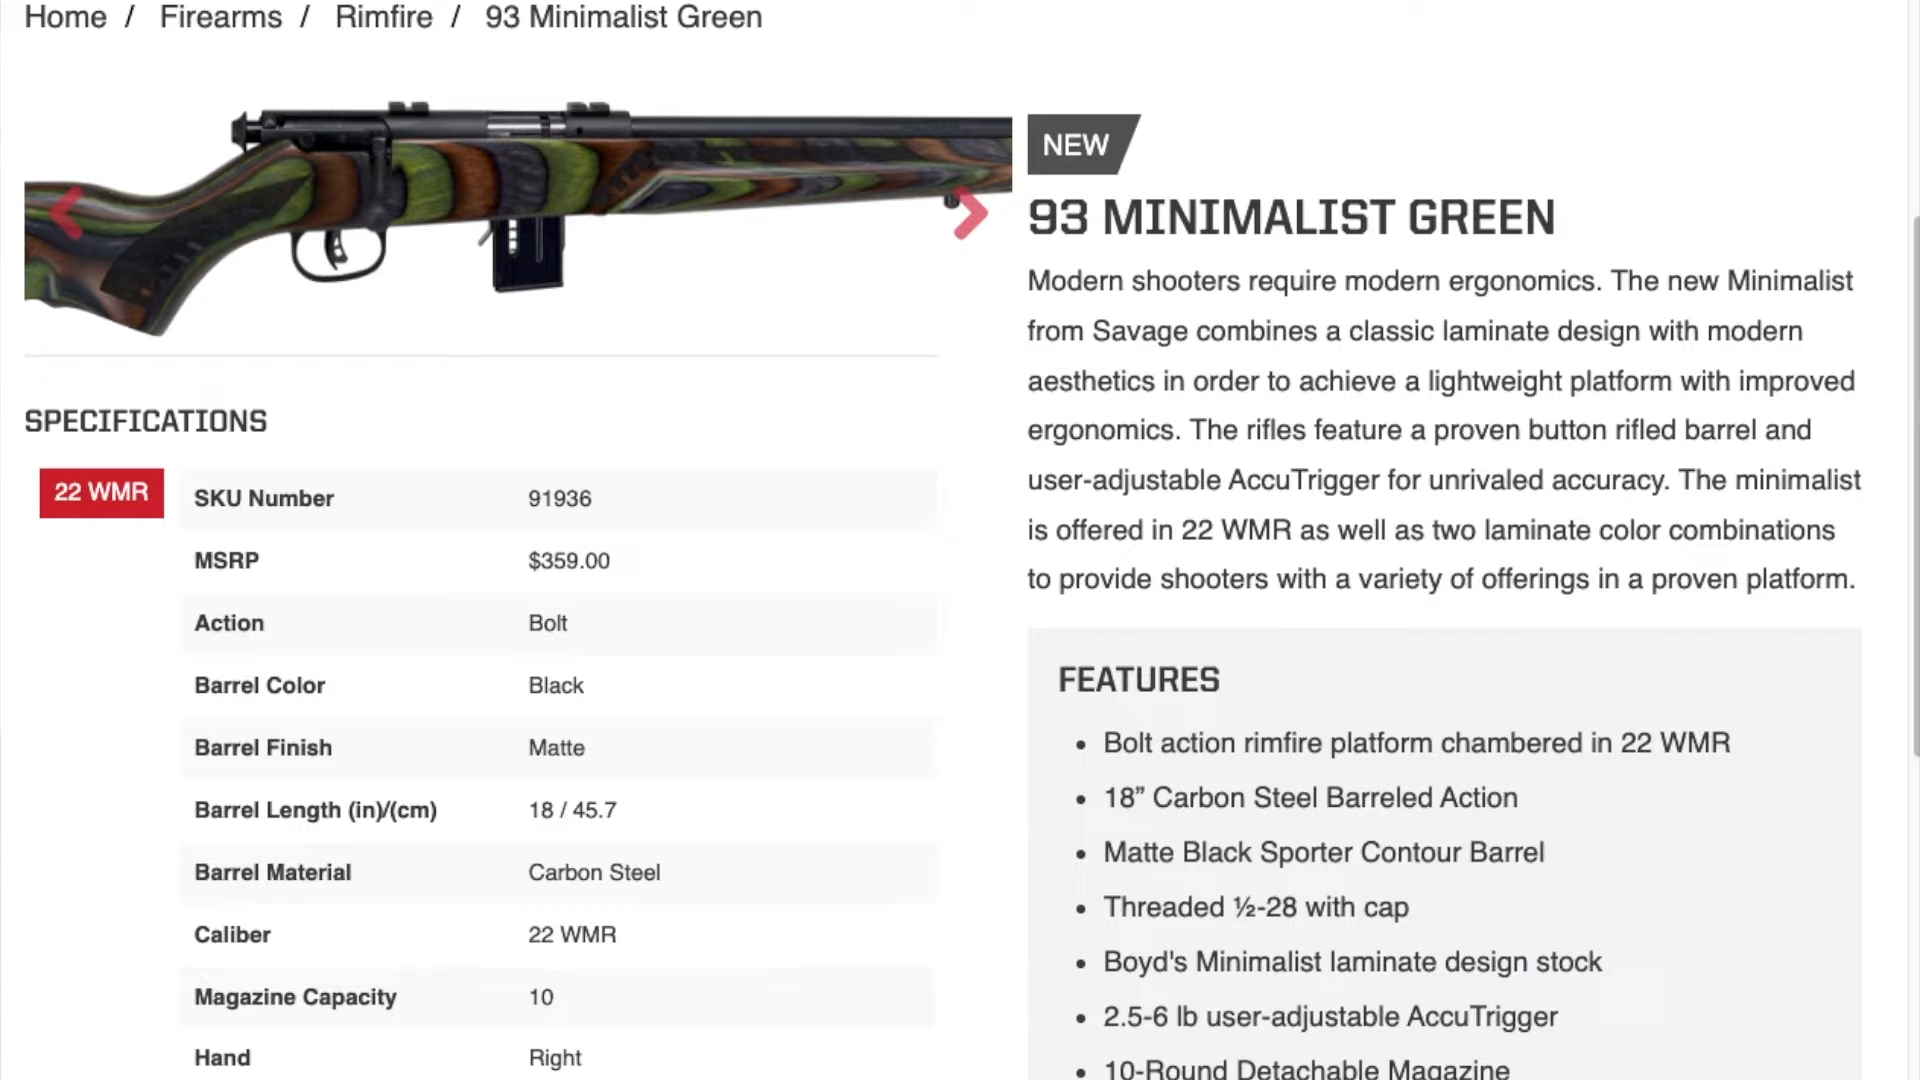 Home / Firearms / Rimfire / 93 Minimalist Green
NEW
93 MINIMALIST GREEN
Modern shooters require modern ergonomics. The new Minimalist
from Savage combines a classic laminate design with modern
aesthetics in order to achieve a lightweight platform with improved
ergonomics. The rifles feature a proven button rifled barrel and
user-adjustable AccuTrigger for unrivaled accuracy. The minimalist
is offered in 22 WMR as well as two laminate color combinations
to provide shooters with a variety of offerings in a proven platform.
SPECIFICATIONS
22 WMR
SKU Number 91936
MSRP $359.00
Action Bolt
Barrel Color Black
Barrel Finish Matte
Barrel Length (in)/(cm) 18 / 45.7
Barrel Material Carbon Steel
Caliber 22 WMR
Magazine Capacity 10
Hand Right
FEATURES
• Bolt action rimfire platform chambered in 22 WMR
• 18” Carbon Steel Barreled Action
• Matte Black Sporter Contour Barrel
• Threaded ½-28 with cap
• Boyd's Minimalist laminate design stock
• 2.5-6 lb user-adjustable AccuTrigger
• 10-Round Detachable Magazine